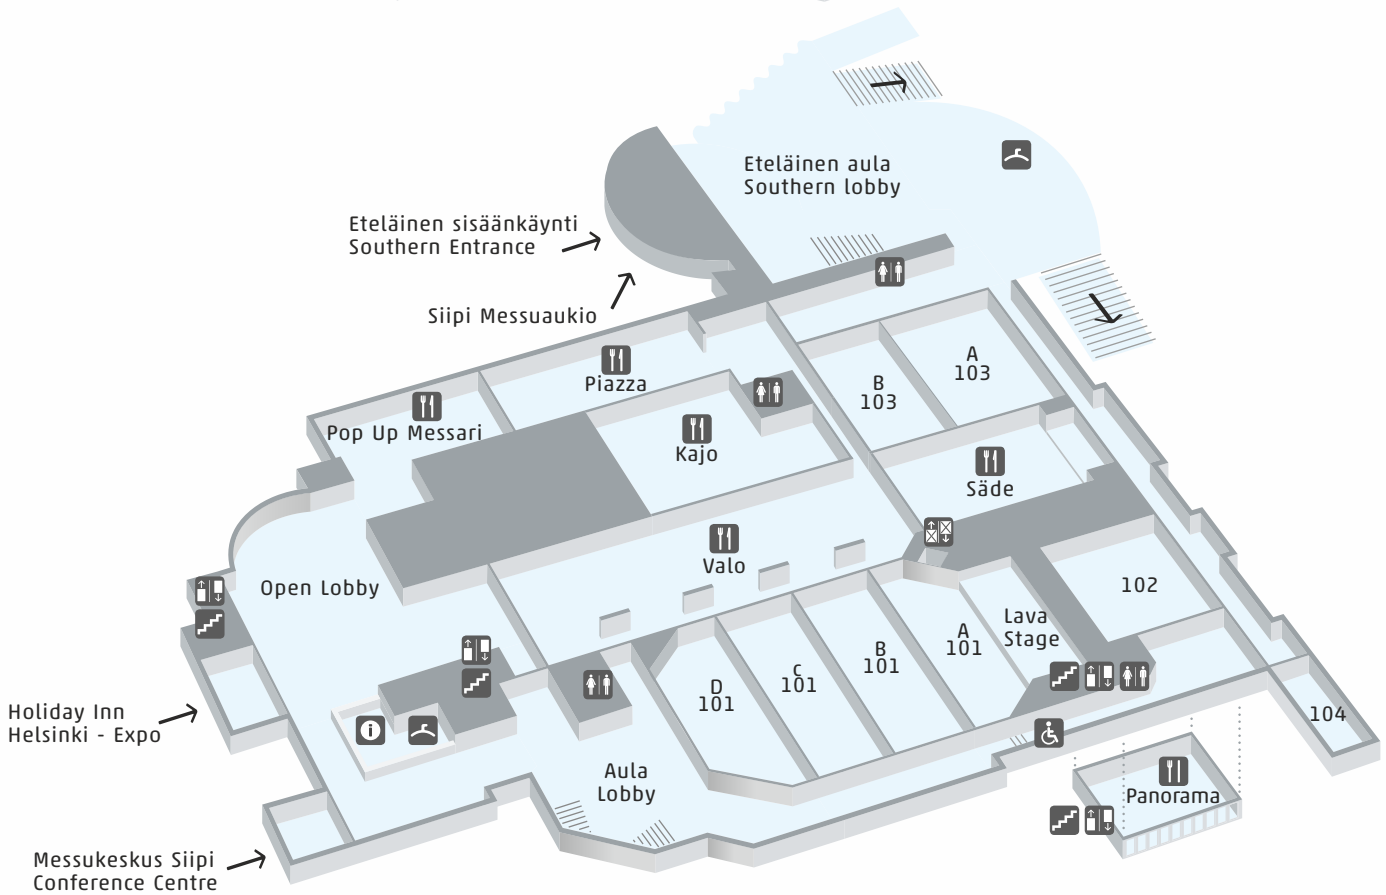 Eteläinen aula
Southern lobby
Eteläinen sisäänkäynti
Southern Entrance
Siipi Messuaukio
Piazza
Pop Up Messari
Kajo
A
103
B
103
Säde
Valo
Open Lobby
102
Lava
Stage
A
101
B
101
C
101
D
101
Holiday Inn
Helsinki - Expo
104
Aula
Lobby
Panorama
Messukeskus Siipi
Conference Centre